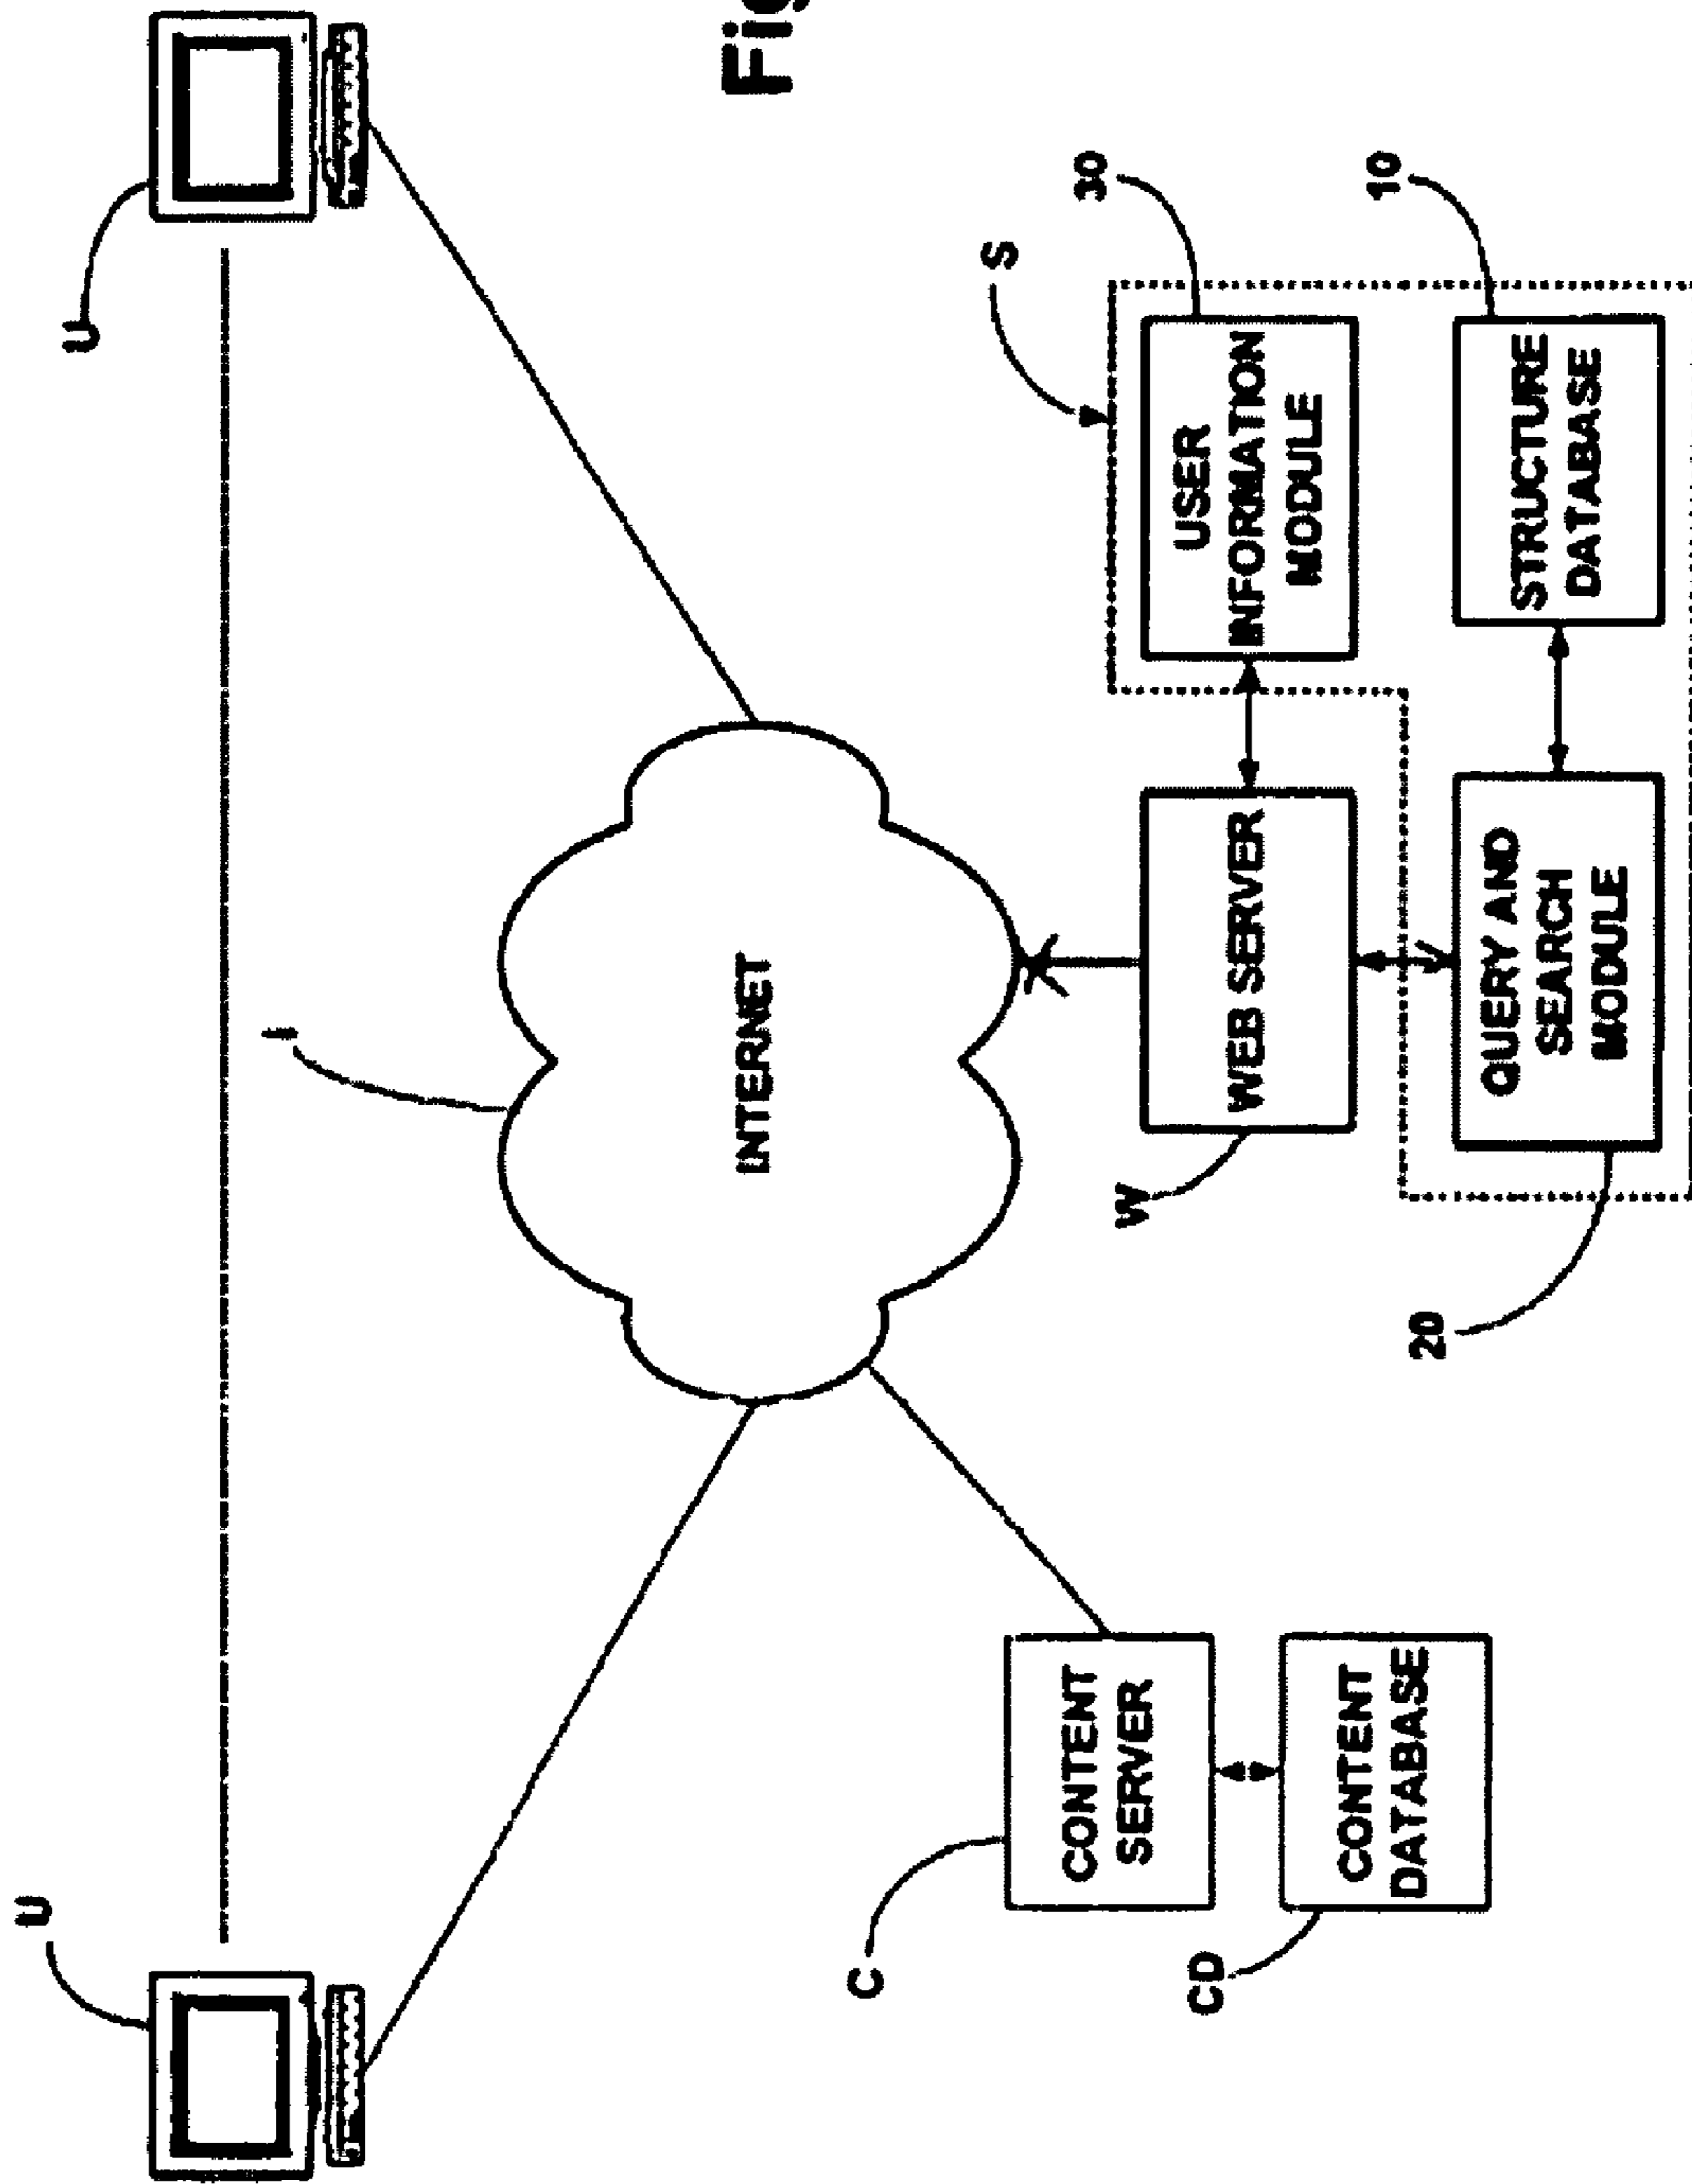 U
U
Fig
I
INTERNET
S
30
W
WEB SERVER
USER
INFORMATION
MODULE
10
C
CONTENT
SERVER
20
QUERY AND
SEARCH
MODULE
STRUCTURE
DATABASE
CD
CONTENT
DATABASE